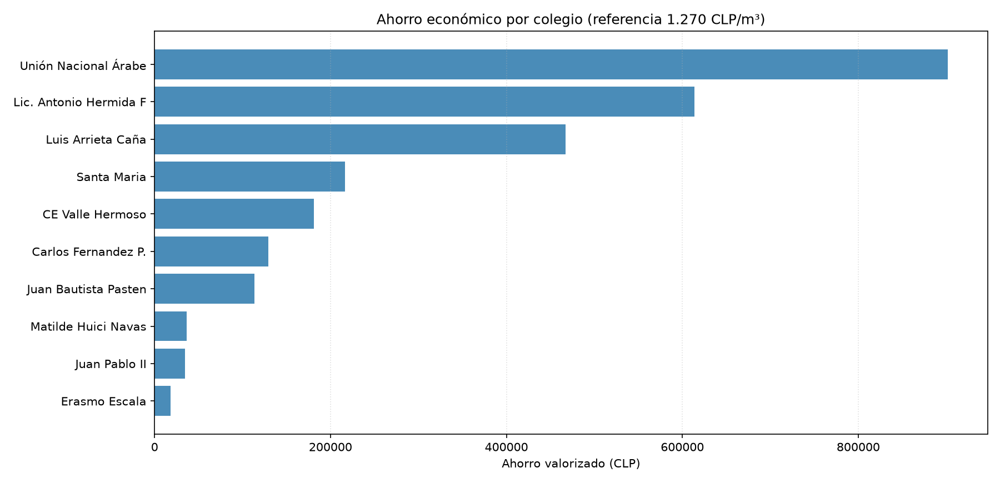 Ahorro económico por colegio (referencia 1.270 CLP/m³)
Unión Nacional Árabe
Lic. Antonio Hermida F
Luis Arrieta Caña
Santa Maria
CE Valle Hermoso
Carlos Fernandez P.
Juan Bautista Pasten
Matilde Huici Navas
Juan Pablo II
Erasmo Escala
0 200000 400000 600000 800000
Ahorro valorizado (CLP)